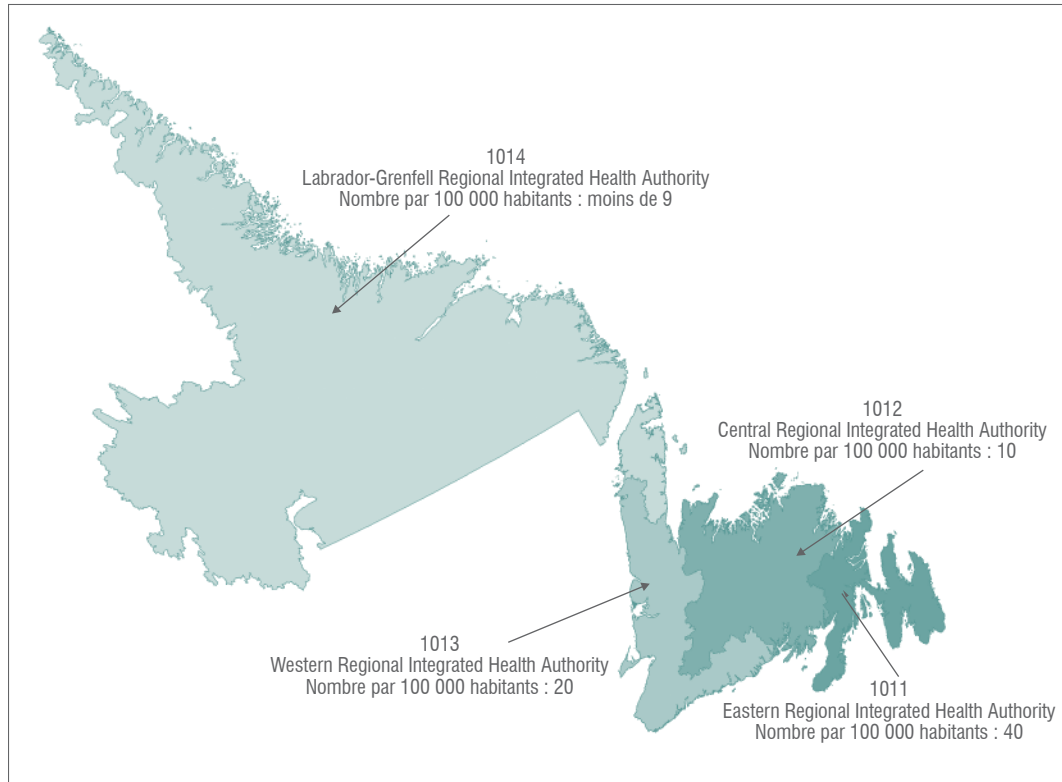 1014
Labrador-Grenfell Regional Integrated Health Authority
Nombre par 100 000 habitants : moins de 9
1012
Central Regional Integrated Health Authority
Nombre par 100 000 habitants : 10
1013
Western Regional Integrated Health Authority
Nombre par 100 000 habitants : 20
1011
Eastern Regional Integrated Health Authority
Nombre par 100 000 habitants : 40